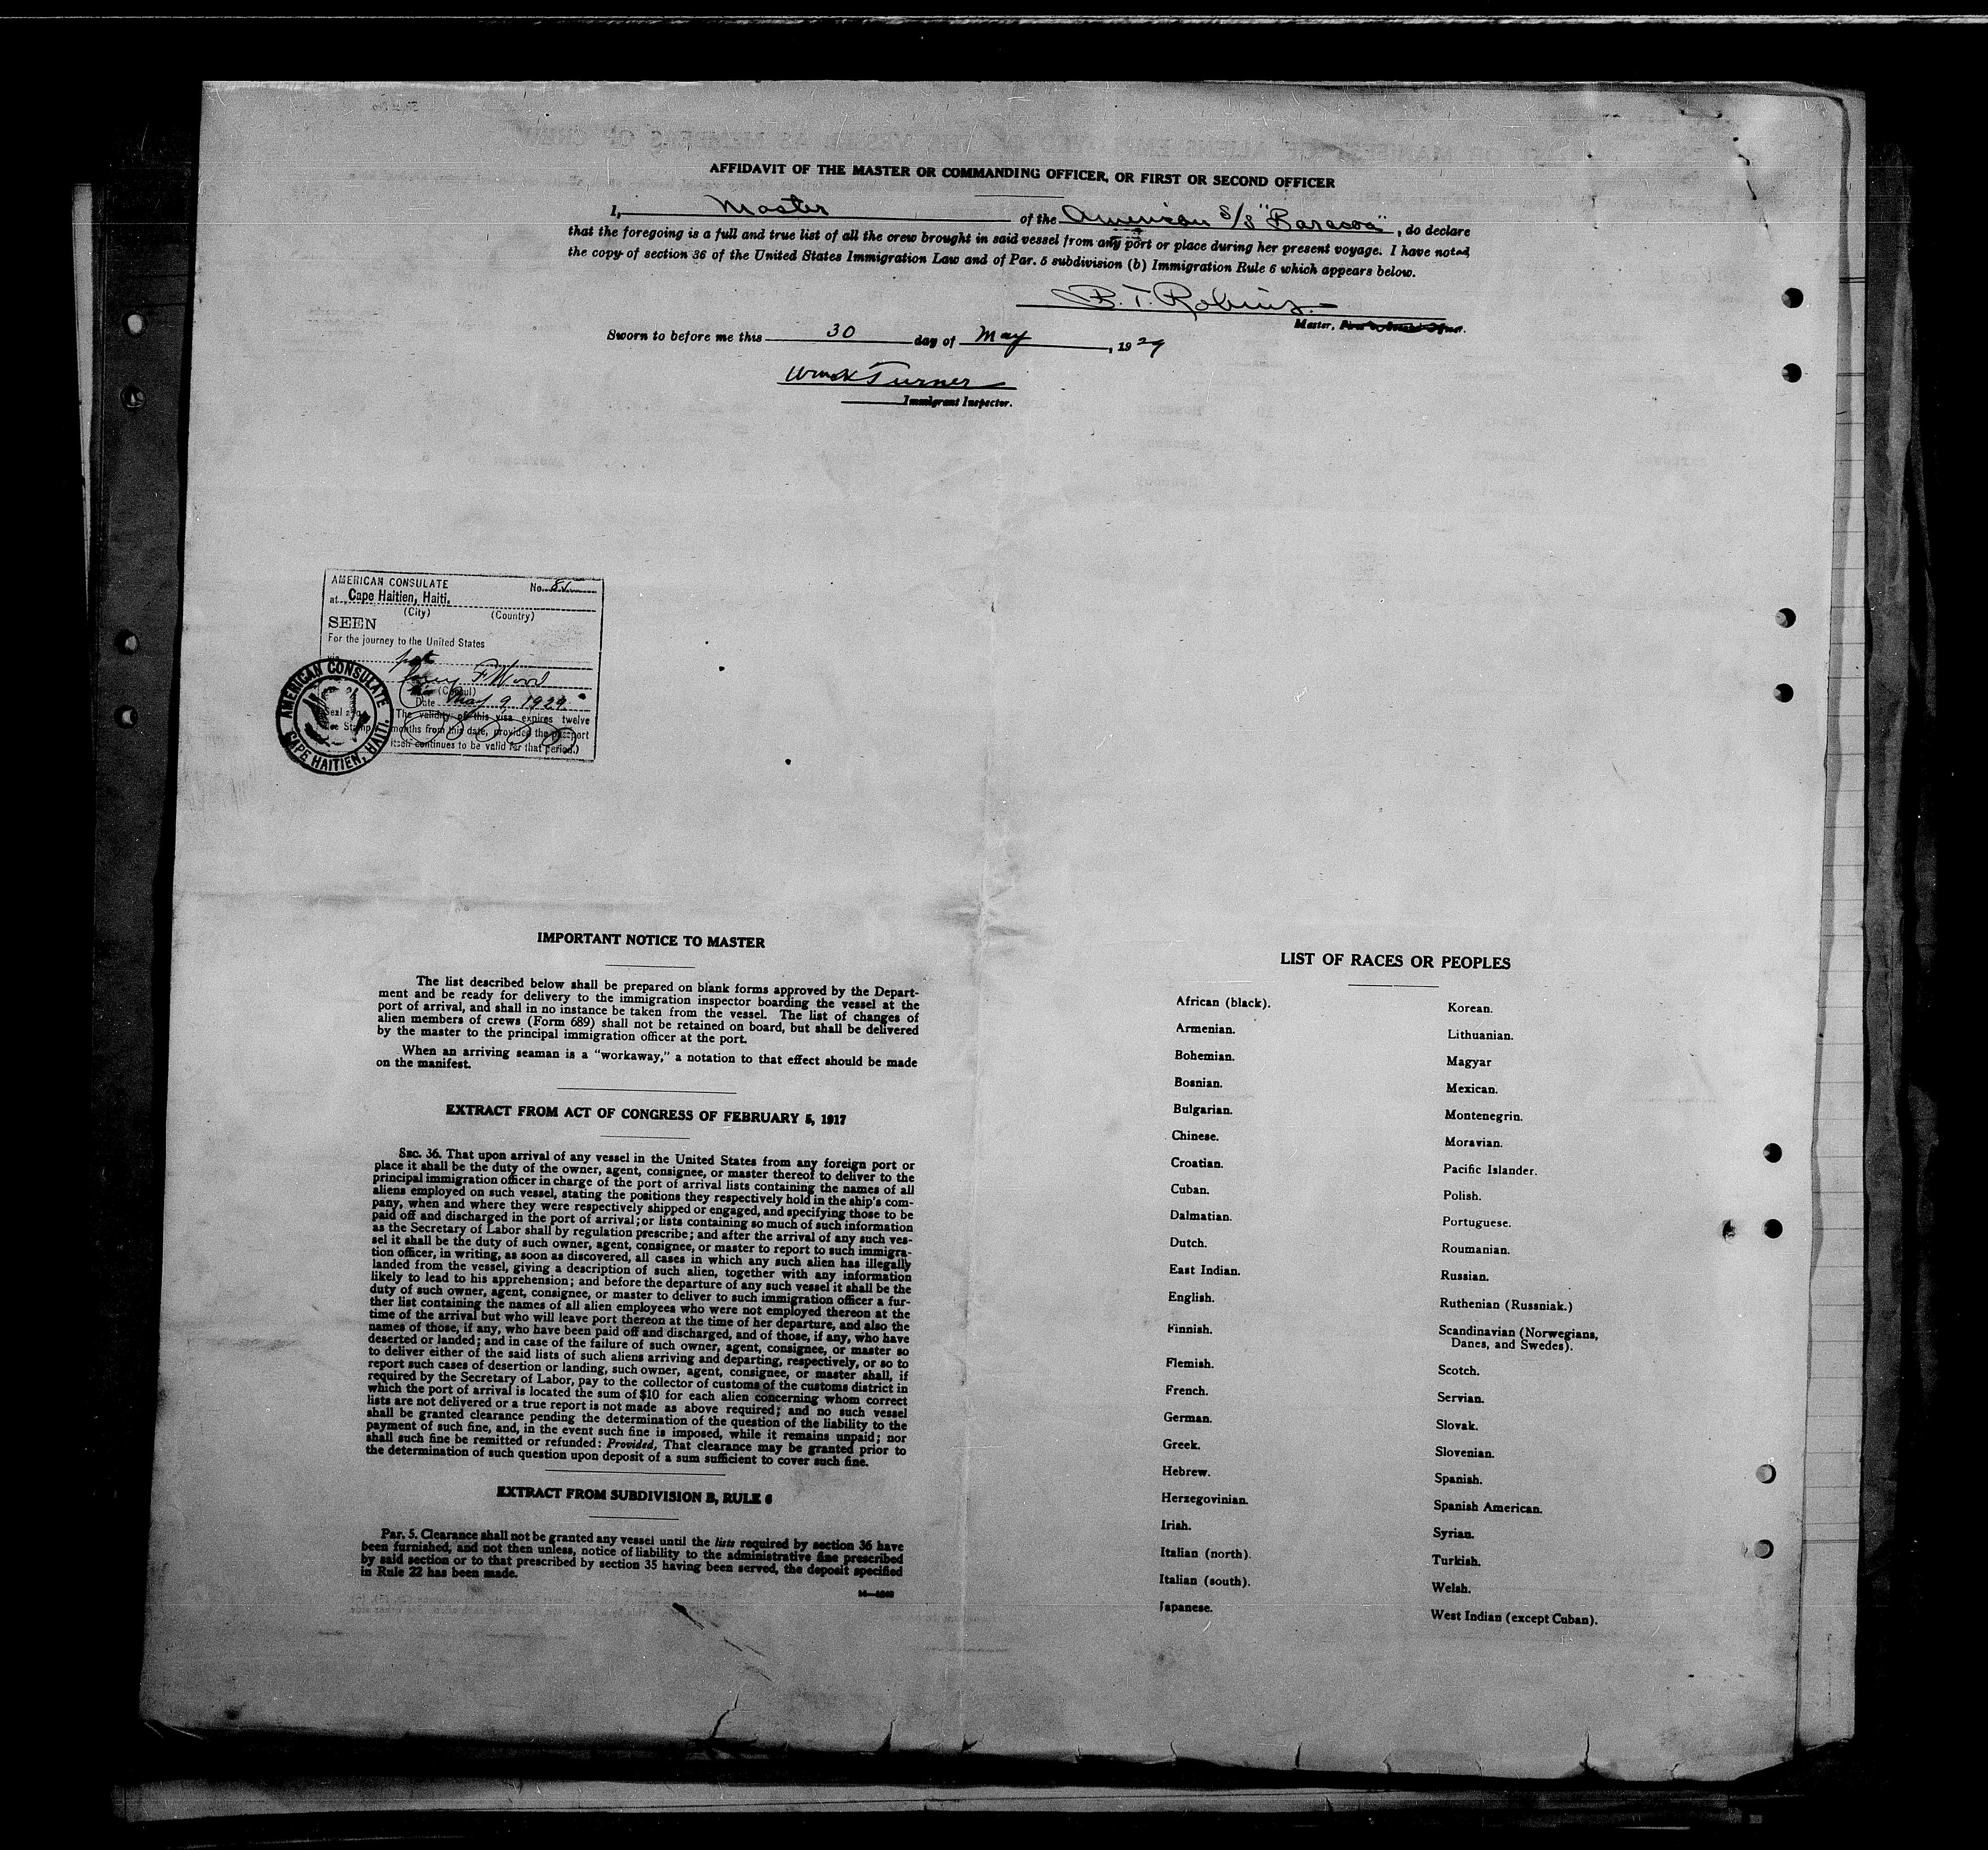 AFFIDAVIT OF THE MASTER OR COMMANDING OFFICER, OR FIRST OR SECOND OFFICER
I, Master of the American S/S "Baracoa", do declare
that the foregoing is a full and true list of all the crew brought in said vessel from any port or place during her present voyage. I have noted
the copy of section 36 of the United States Immigration Law and of Par. 5 subdivision (b) Immigration Rule 6 which appears below.
B. T. Robins.
Master, First or Second Officer.
Sworn to before me this 30 day of May, 1929
Turner
Immigrant Inspector.
AMERICAN CONSULATE No.
at Cape Haitien, Haiti.
(City) (Country)
SEEN
For the journey to the United States
via
F Wood
(Consul)
Date May 9, 1929.
(The validity of this visa expires twelve
months from this date, provided the passport
itself continues to be valid for that period.)
Seal and
Fee Stamp
AMERICAN CONSULATE
CAPE HAITIEN, HAITI.
IMPORTANT NOTICE TO MASTER
The list described below shall be prepared on blank forms approved by the Depart-
ment and be ready for delivery to the immigration inspector boarding the vessel at the
port of arrival, and shall in no instance be taken from the vessel. The list of changes of
alien members of crews (Form 689) shall not be retained on board, but shall be delivered
by the master to the principal immigration officer at the port.
When an arriving seaman is a "workaway," a notation to that effect should be made
on the manifest.
EXTRACT FROM ACT OF CONGRESS OF FEBRUARY 5, 1917
SEC. 36. That upon arrival of any vessel in the United States from any foreign port or
place it shall be the duty of the owner, agent, consignee, or master thereof to deliver to the
principal immigration officer in charge of the port of arrival lists containing the names of all
aliens employed on such vessel, stating the positions they respectively hold in the ship's com-
pany, when and where they were respectively shipped or engaged, and specifying those to be
paid off and discharged in the port of arrival; or lists containing so much of such information
as the Secretary of Labor shall by regulation prescribe; and after the arrival of any such ves-
sel it shall be the duty of such owner, agent, consignee, or master to report to such immigra-
tion officer, in writing, as soon as discovered, all cases in which any such alien has illegally
landed from the vessel, giving a description of such alien, together with any information
likely to lead to his apprehension; and before the departure of any such vessel it shall be the
duty of such owner, agent, consignee, or master to deliver to such immigration officer a fur-
ther list containing the names of all alien employees who were not employed thereon at the
time of the arrival but who will leave port thereon at the time of her departure, and also the
names of those, if any, who have been paid off and discharged, and of those, if any, who have
deserted or landed; and in case of the failure of such owner, agent, consignee, or master so
to deliver either of the said lists of such aliens arriving and departing, respectively, or so to
report such cases of desertion or landing, such owner, agent, consignee, or master shall, if
required by the Secretary of Labor, pay to the collector of customs of the customs district in
which the port of arrival is located the sum of $10 for each alien concerning whom correct
lists are not delivered or a true report is not made as above required; and no such vessel
shall be granted clearance pending the determination of the question of the liability to the
payment of such fine, and, in the event such fine is imposed, while it remains unpaid; nor
shall such fine be remitted or refunded: Provided, That clearance may be granted prior to
the determination of such question upon deposit of a sum sufficient to cover such fine.
EXTRACT FROM SUBDIVISION B, RULE 6
Par. 5. Clearance shall not be granted any vessel until the lists required by section 36 have
been furnished, and not then unless, notice of liability to the administrative fine prescribed
by said section or to that prescribed by section 35 having been served, the deposit specified
in Rule 22 has been made.
LIST OF RACES OR PEOPLES
African (black).
Armenian.
Bohemian.
Bosnian.
Bulgarian.
Chinese.
Croatian.
Cuban.
Dalmatian.
Dutch.
East Indian.
English.
Finnish.
Flemish.
French.
German.
Greek.
Hebrew.
Herzegovinian.
Irish.
Italian (north).
Italian (south).
Japanese.
Korean.
Lithuanian.
Magyar
Mexican.
Montenegrin.
Moravian.
Pacific Islander.
Polish.
Portuguese.
Roumanian.
Russian.
Ruthenian (Russniak.)
Scandinavian (Norwegians,
Danes, and Swedes).
Scotch.
Servian.
Slovak.
Slovenian.
Spanish.
Spanish American.
Syrian.
Turkish.
Welsh.
West Indian (except Cuban).